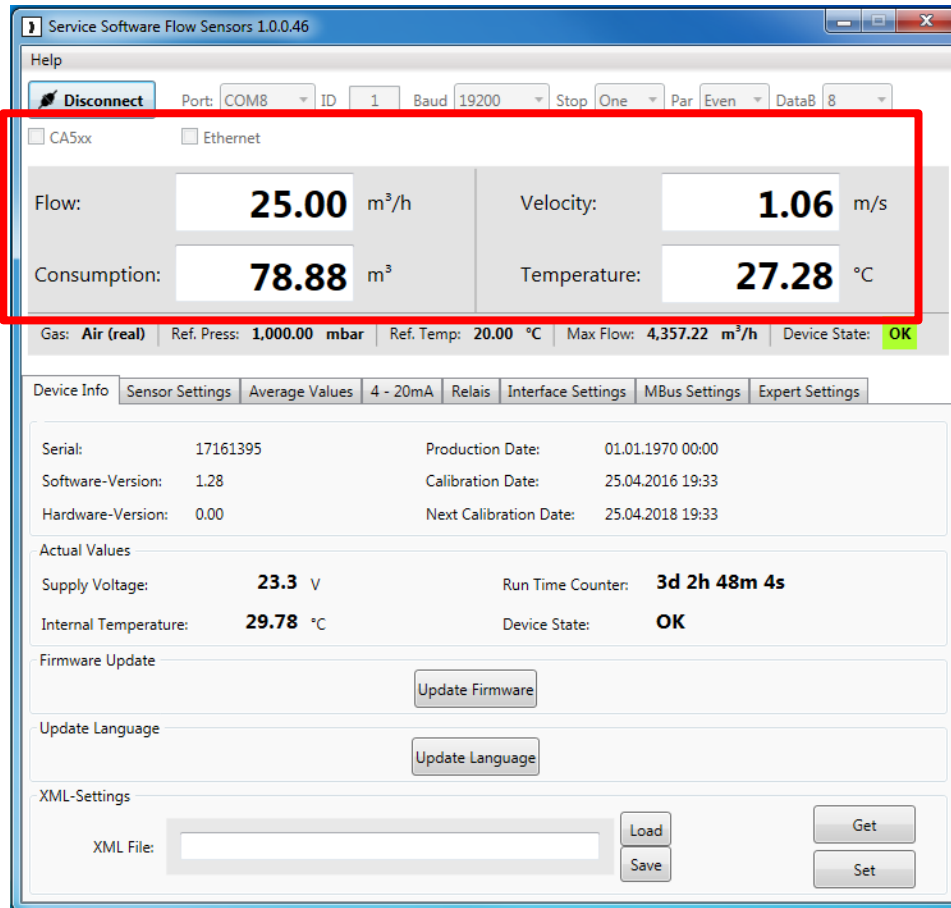 Service Software Flow Sensors 1.0.0.46
Help
Disconnect Port: COM8 ID 1 Baud 19200 Stop One Par Even DataB 8
CA5xx Ethernet
Flow: 25.00 m³/h Velocity: 1.06 m/s
Consumption: 78.88 m³ Temperature: 27.28 °C
Gas: Air (real) Ref. Press: 1,000.00 mbar Ref. Temp: 20.00 °C Max Flow: 4,357.22 m³/h Device State: OK
Device Info Sensor Settings Average Values 4 - 20mA Relais Interface Settings MBus Settings Expert Settings
Serial: 17161395 Production Date: 01.01.1970 00:00
Software-Version: 1.28 Calibration Date: 25.04.2016 19:33
Hardware-Version: 0.00 Next Calibration Date: 25.04.2018 19:33
Actual Values
Supply Voltage: 23.3 V Run Time Counter: 3d 2h 48m 4s
Internal Temperature: 29.78 °C Device State: OK
Firmware Update
Update Firmware
Update Language
Update Language
XML-Settings
XML File: Load Get
Save Set